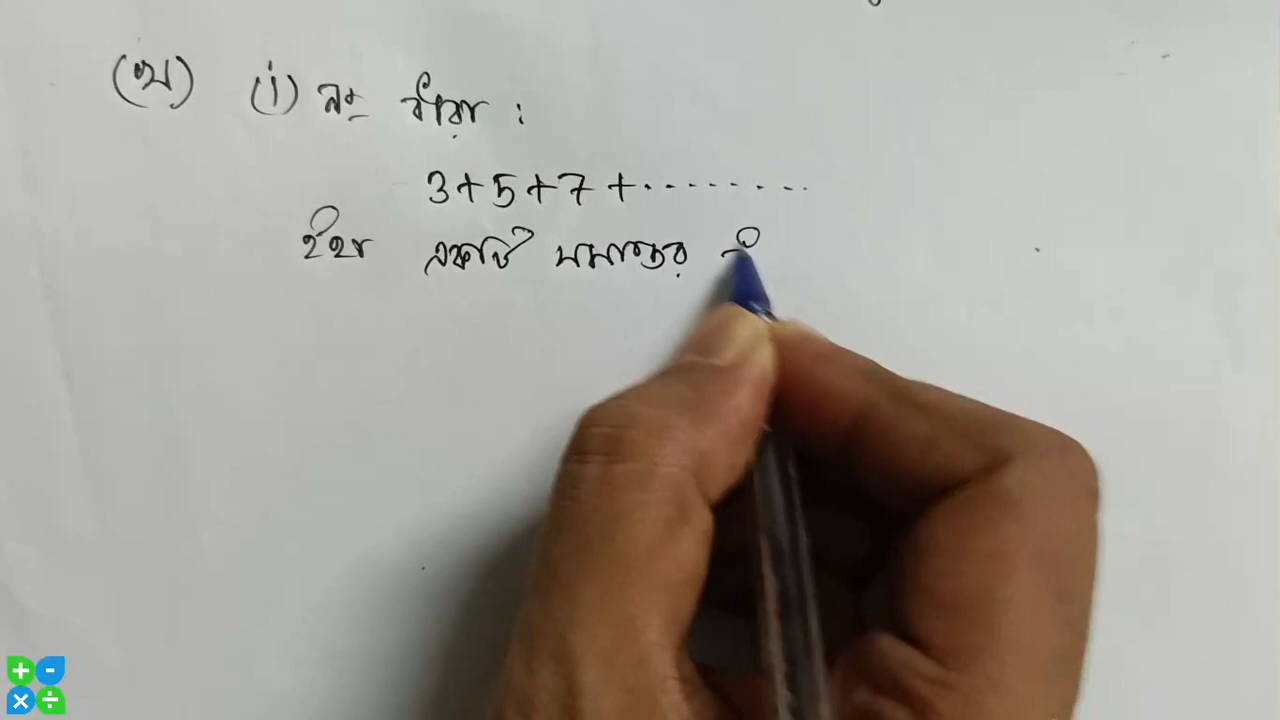 (খ) (i) নং ধারা :
3+5+7+........
ইহা একটি সমান্তর